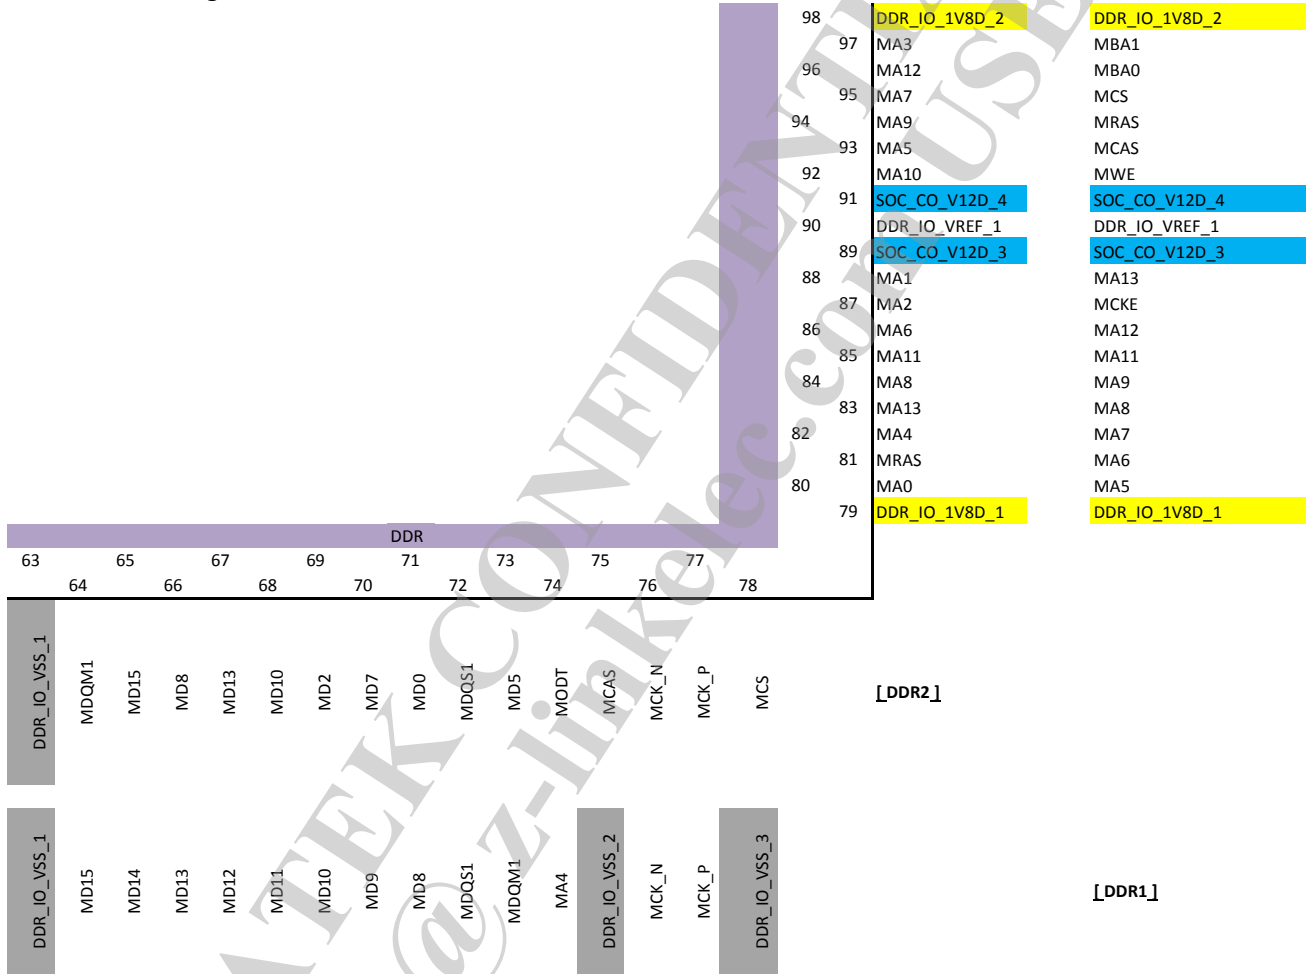 98 DDR_IO_1V8D_2 DDR_IO_1V8D_2
97 MA3 MBA1
96 MA12 MBA0
95 MA7 MCS
94 MA9 MRAS
93 MA5 MCAS
92 MA10 MWE
91 SOC_CO_V12D_4 SOC_CO_V12D_4
90 DDR_IO_VREF_1 DDR_IO_VREF_1
89 SOC_CO_V12D_3 SOC_CO_V12D_3
88 MA1 MA13
87 MA2 MCKE
86 MA6 MA12
85 MA11 MA11
84 MA8 MA9
83 MA13 MA8
82 MA4 MA7
81 MRAS MA6
80 MA0 MA5
79 DDR_IO_1V8D_1 DDR_IO_1V8D_1
DDR
63 65 67 69 71 73 75 77
64 66 68 70 72 74 76 78
DDR_IO_VSS_1 MDQM1 MD15 MD8 MD13 MD10 MD2 MD7 MD0 MDQS1 MD5 MODT MCAS MCK_N MCK_P MCS [ DDR2 ]
DDR_IO_VSS_1 MD15 MD14 MD13 MD12 MD11 MD10 MD9 MD8 MDQS1 MDQM1 MA4 DDR_IO_VSS_2 MCK_N MCK_P DDR_IO_VSS_3 [ DDR1 ]
ATEK CONFIDENTIA
@ z-linkelec.com USE